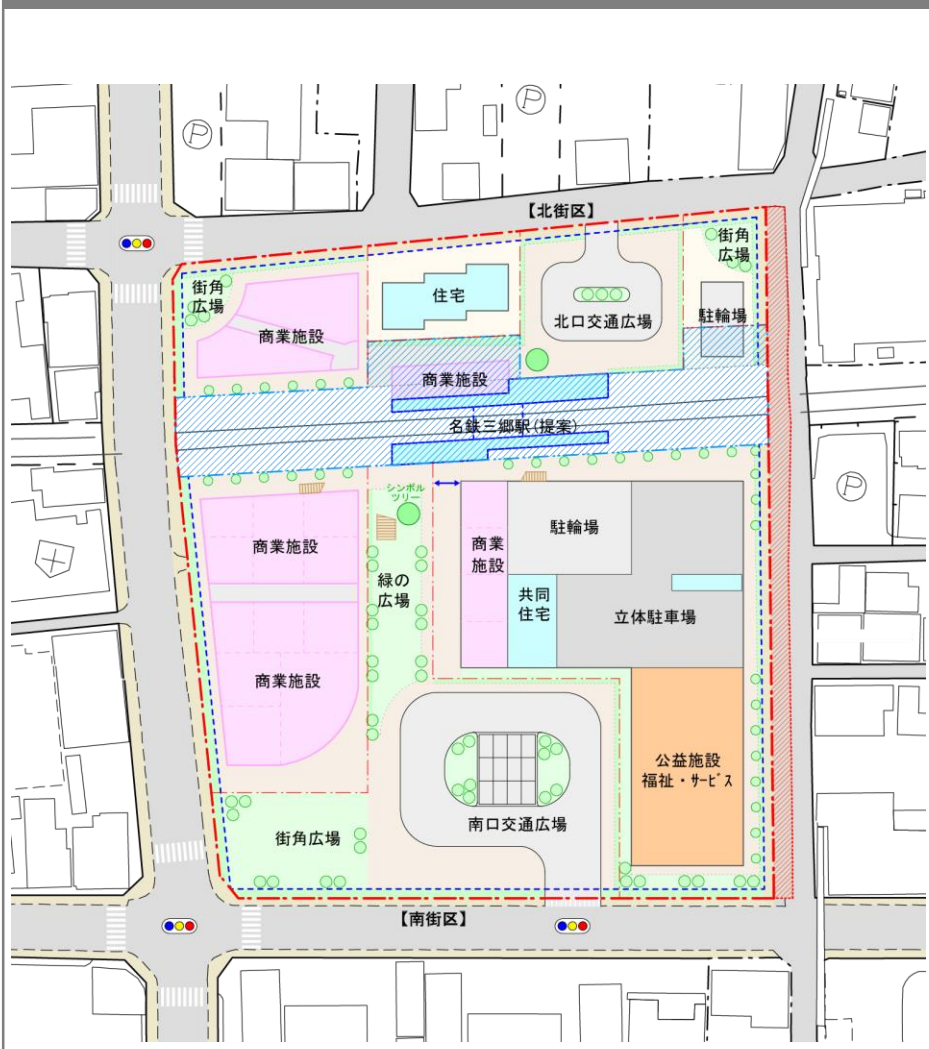 Ⓟ
Ⓟ
【北街区】
街角
広場
街角
広場
住宅
北口交通広場
駐輪場
商業施設
商業施設
名鉄三郷駅(提案)
Ⓟ
シンボル
ツリー
商業施設
商業
施設
駐輪場
緑の
広場
共同
住宅
立体駐車場
商業施設
公益施設
福祉・ｻｰﾋﾞｽ
南口交通広場
街角広場
【南街区】